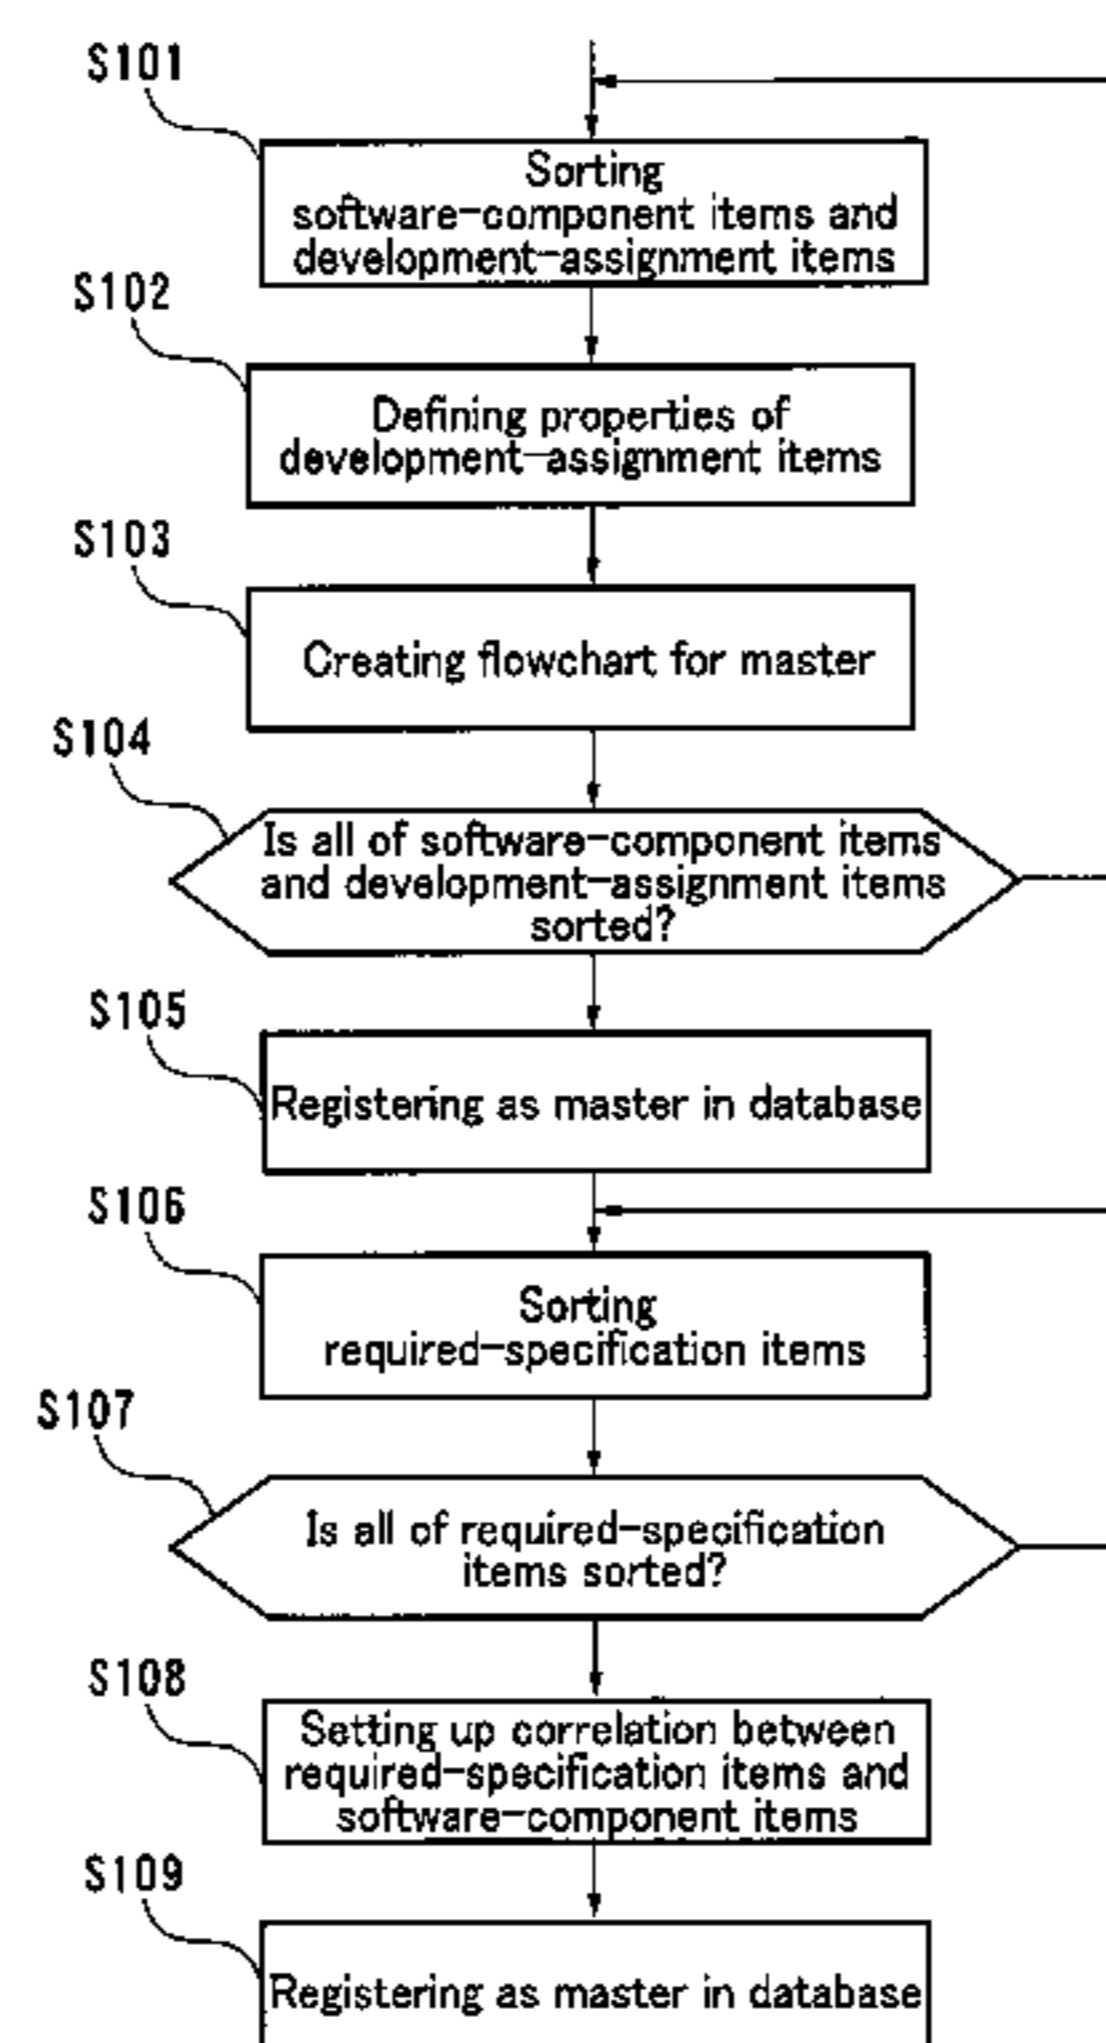 S101
Sorting
software-component items and
development-assignment items
S102
Defining properties of
development-assignment items
S103
Creating flowchart for master
S104
Is all of software-component items
and development-assignment items
sorted?
S105
Registering as master in database
S106
Sorting
required-specification items
S107
Is all of required-specification
items sorted?
S108
Setting up correlation between
required-specification items and
software-component items
S109
Registering as master in database